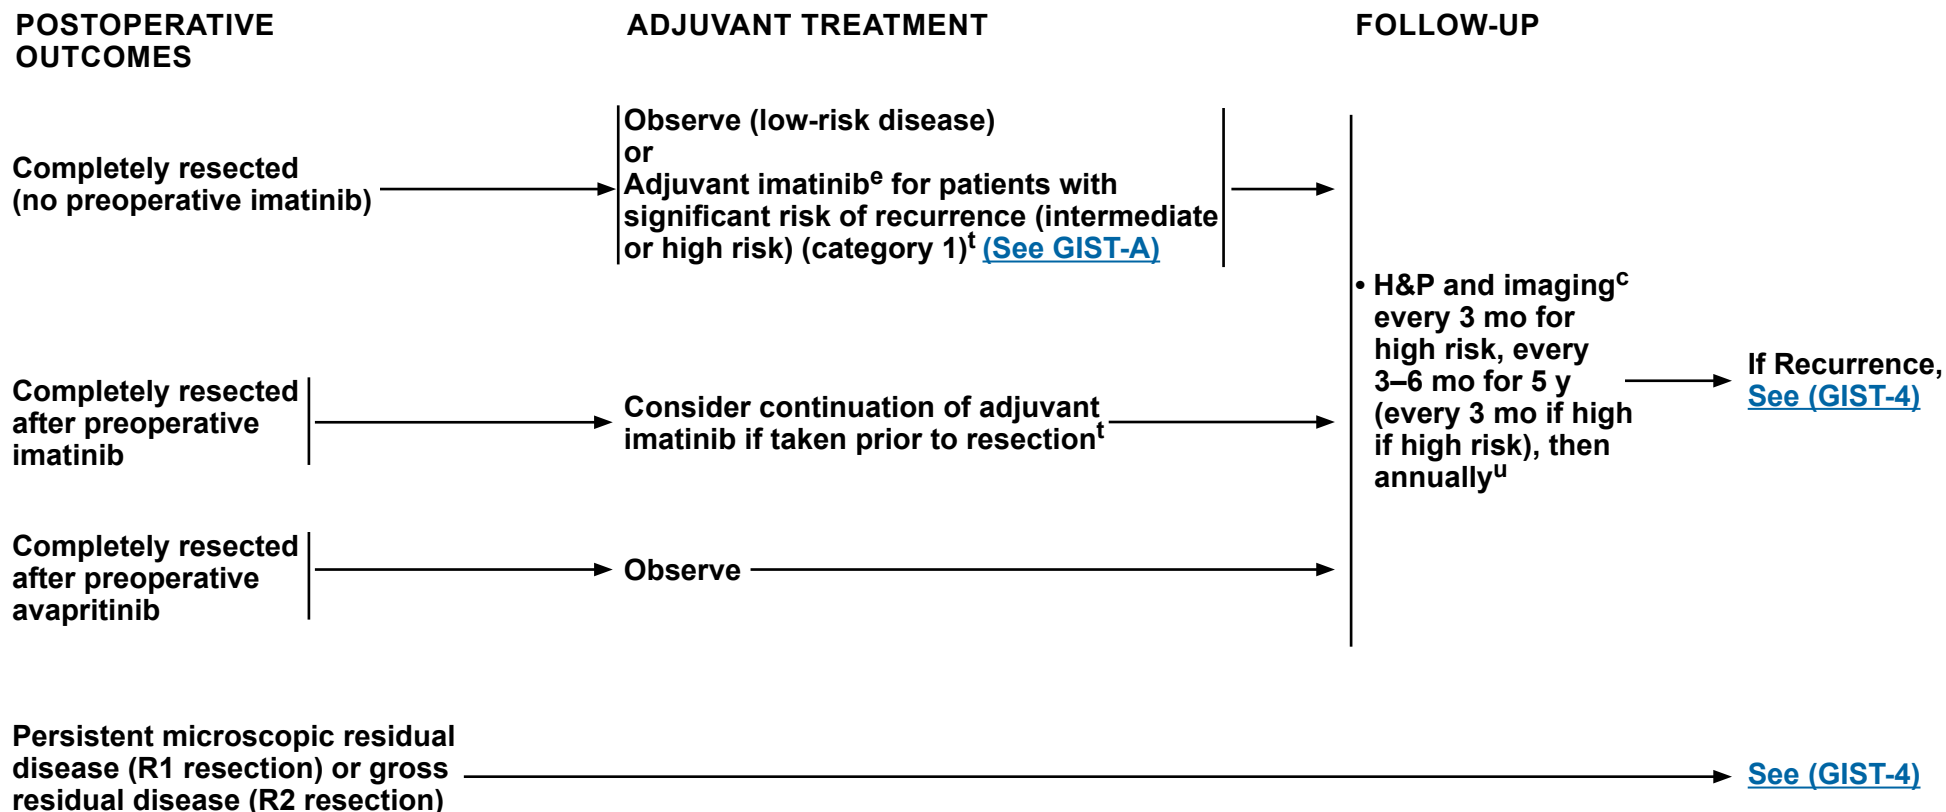 POSTOPERATIVE
OUTCOMES
ADJUVANT TREATMENT
FOLLOW-UP
Completely resected
(no preoperative imatinib)
Observe (low-risk disease)
or
Adjuvant imatinibe for patients with
significant risk of recurrence (intermediate
or high risk) (category 1)t (See GIST-A)
Completely resected
after preoperative
imatinib
Consider continuation of adjuvant
imatinib if taken prior to resectiont
Completely resected
after preoperative
avapritinib
Observe
• H&P and imagingc
every 3 mo for
high risk, every
3–6 mo for 5 y
(every 3 mo if high
if high risk), then
annuallyu
If Recurrence,
See (GIST-4)
Persistent microscopic residual
disease (R1 resection) or gross
residual disease (R2 resection)
See (GIST-4)